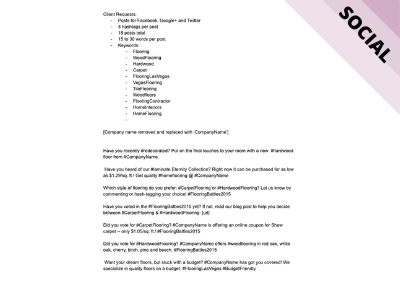 SOCIAL
Client Requests:
- Posts for Facebook, Google+ and Twitter
- 3 hashtags per post
- 15 posts total
- 15 to 30 words per post
- Keywords:
- Flooring
- WoodFlooring
- Hardwood
- Carpet
- FlooringLasVegas
- VegasFlooring
- TileFlooring
- Woodfloors
- FlooringContractor
- HomeInteriors
- HomeFlooring
-
[Company name removed and replaced with 'CompanyName']
Have you recently #redecorated? Put on the final touches to your room with a new #hardwood
floor from #CompanyName.
Have you heard of our #laminate Eternity Collection? Right now it can be purchased for as low
as $1.29/sq. ft.! Get quality #homeflooring @ #CompanyName
Which style of flooring do you prefer: #CarpetFlooring or #HardwoodFlooring? Let us know by
commenting or hash-tagging your choice! #FlooringBattles2015
Have you voted in the #FlooringBattles2015 yet? If not, read our blog post to help you decide
between #CarpetFlooring & #HardwoodFlooring: [url]
Did you vote for #CarpetFlooring? #CompanyName is offering an online coupon for Shaw
carpet – only $1.05/sq. ft.! #FlooringBattles2015
Did you vote for #HardwoodFlooring? #CompanyName offers #woodflooring in red oak, white
oak, cherry, birch, pine and beech. #FlooringBattles2015
Want your dream floors, but stuck with a budget? #CompanyName has got you covered! We
specialize in quality floors on a budget. #FlooringLasVegas #BudgetFriendly